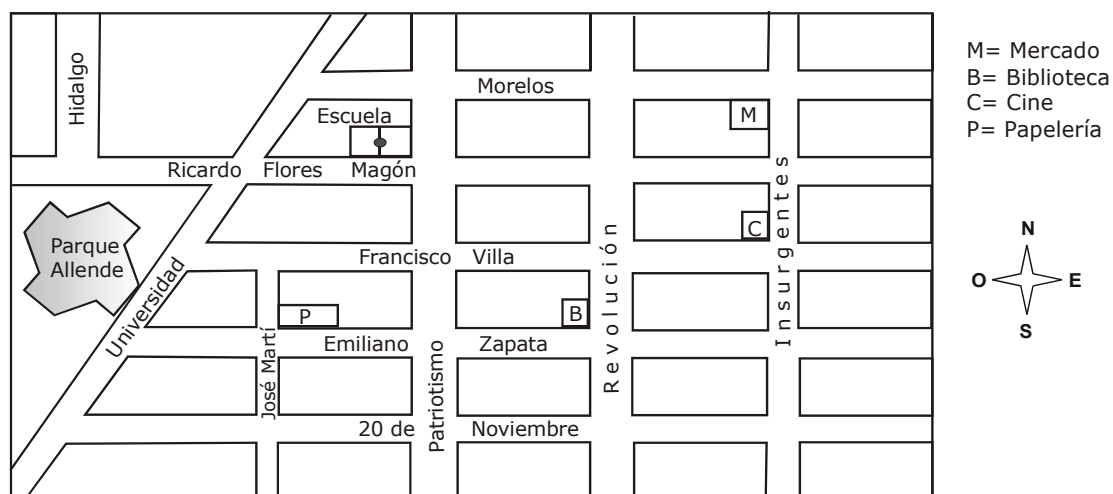 Hidalgo
Morelos
Escuela
M
Ricardo Flores Magón
Parque
Allende
C
Francisco Villa
Universidad
José Martí
P
B
Emiliano Zapata
Patriotismo
Revolución
Insurgentes
20 de Noviembre
M= Mercado
B= Biblioteca
C= Cine
P= Papelería
N
O E
S